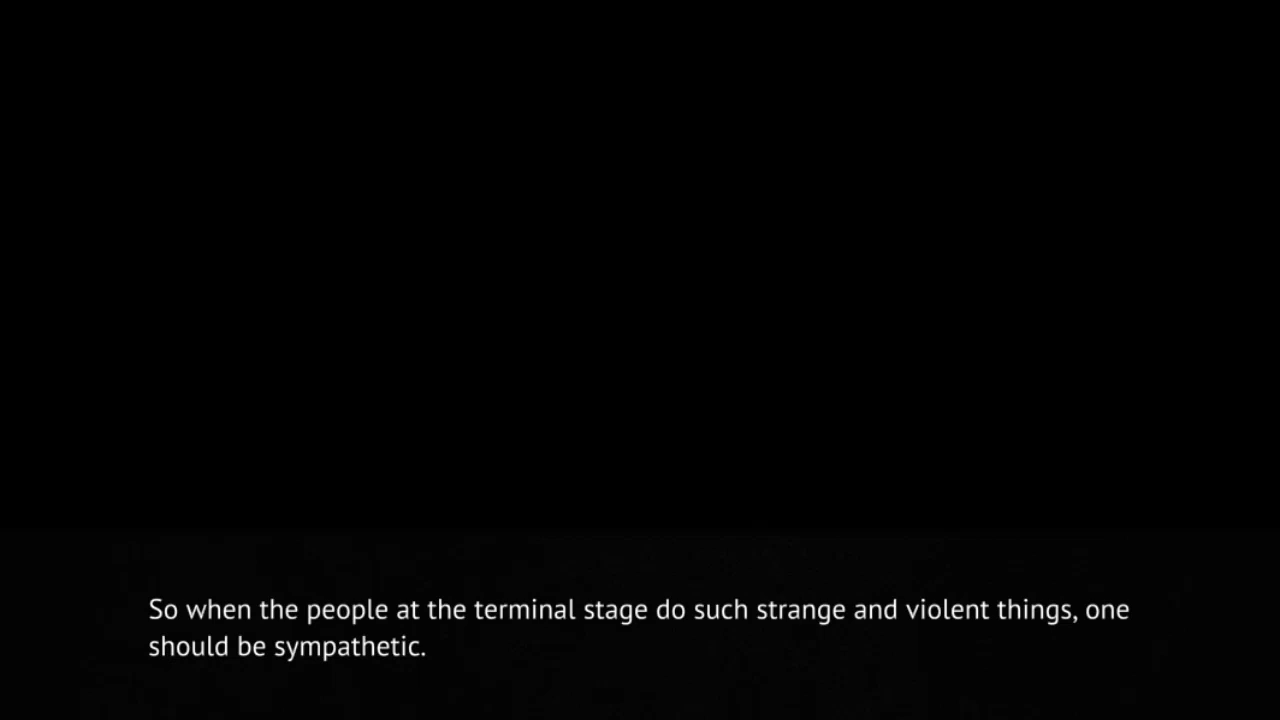 So when the people at the terminal stage do such strange and violent things, one
should be sympathetic.